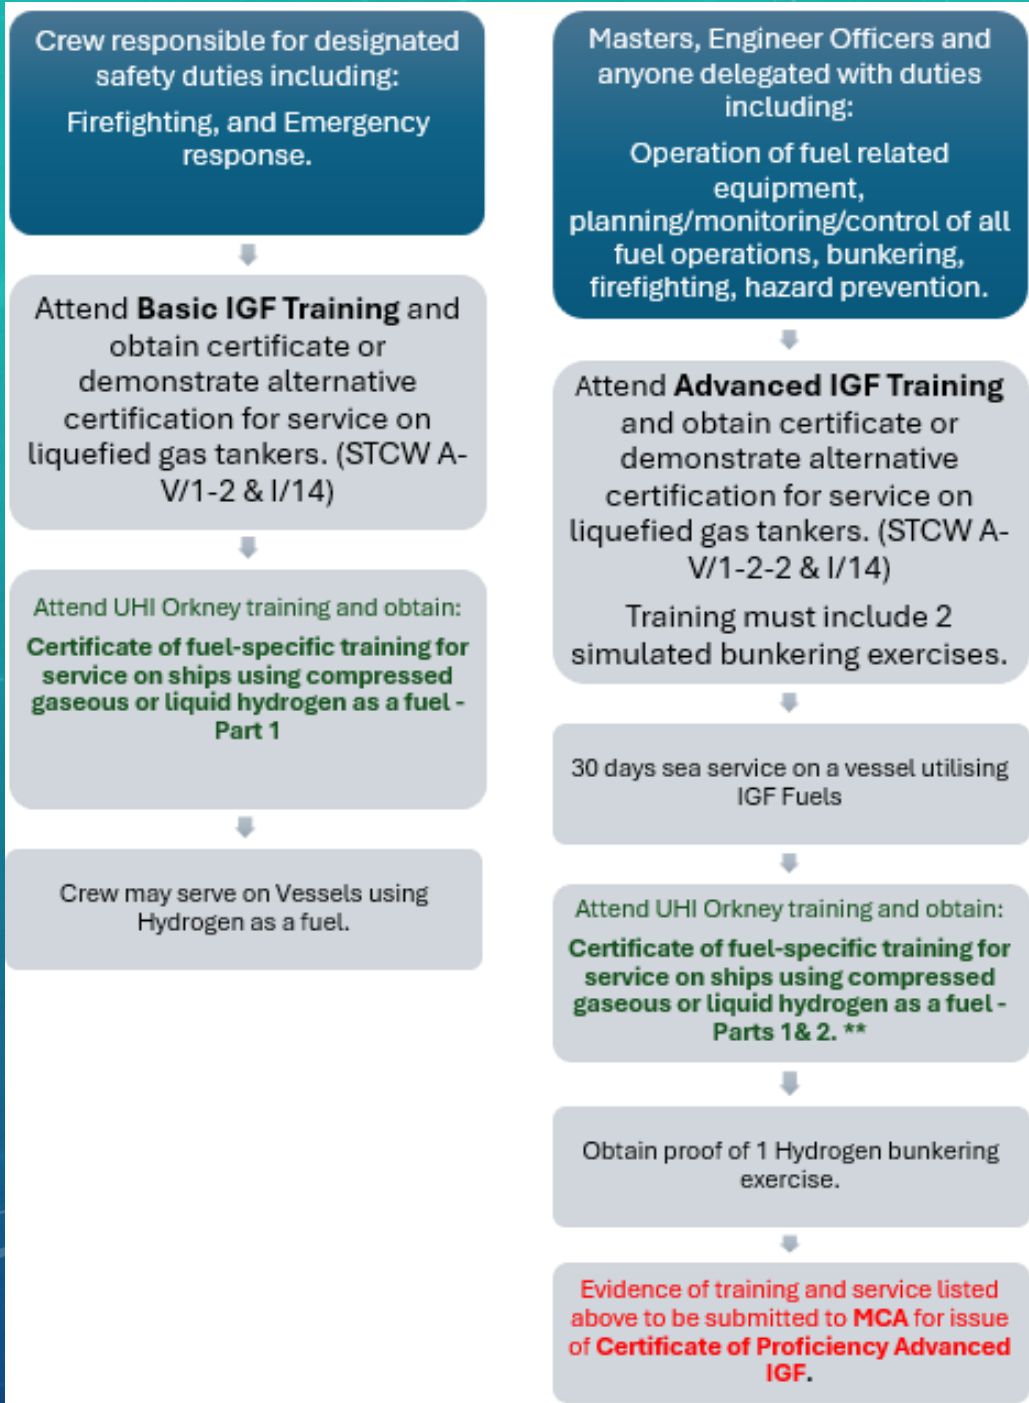 Crew responsible for designated
safety duties including:
Firefighting, and Emergency
response.
Attend Basic IGF Training and
obtain certificate or
demonstrate alternative
certification for service on
liquefied gas tankers. (STCW A-
V/1-2 & I/14)
Attend UHI Orkney training and obtain:
Certificate of fuel-specific training for
service on ships using compressed
gaseous or liquid hydrogen as a fuel -
Part 1
Crew may serve on Vessels using
Hydrogen as a fuel.
Masters, Engineer Officers and
anyone delegated with duties
including:
Operation of fuel related
equipment,
planning/monitoring/control of all
fuel operations, bunkering,
firefighting, hazard prevention.
Attend Advanced IGF Training
and obtain certificate or
demonstrate alternative
certification for service on
liquefied gas tankers. (STCW A-
V/1-2-2 & I/14)
Training must include 2
simulated bunkering exercises.
30 days sea service on a vessel utilising
IGF Fuels
Attend UHI Orkney training and obtain:
Certificate of fuel-specific training for
service on ships using compressed
gaseous or liquid hydrogen as a fuel -
Parts 1& 2. **
Obtain proof of 1 Hydrogen bunkering
exercise.
Evidence of training and service listed
above to be submitted to MCA for issue
of Certificate of Proficiency Advanced
IGF.